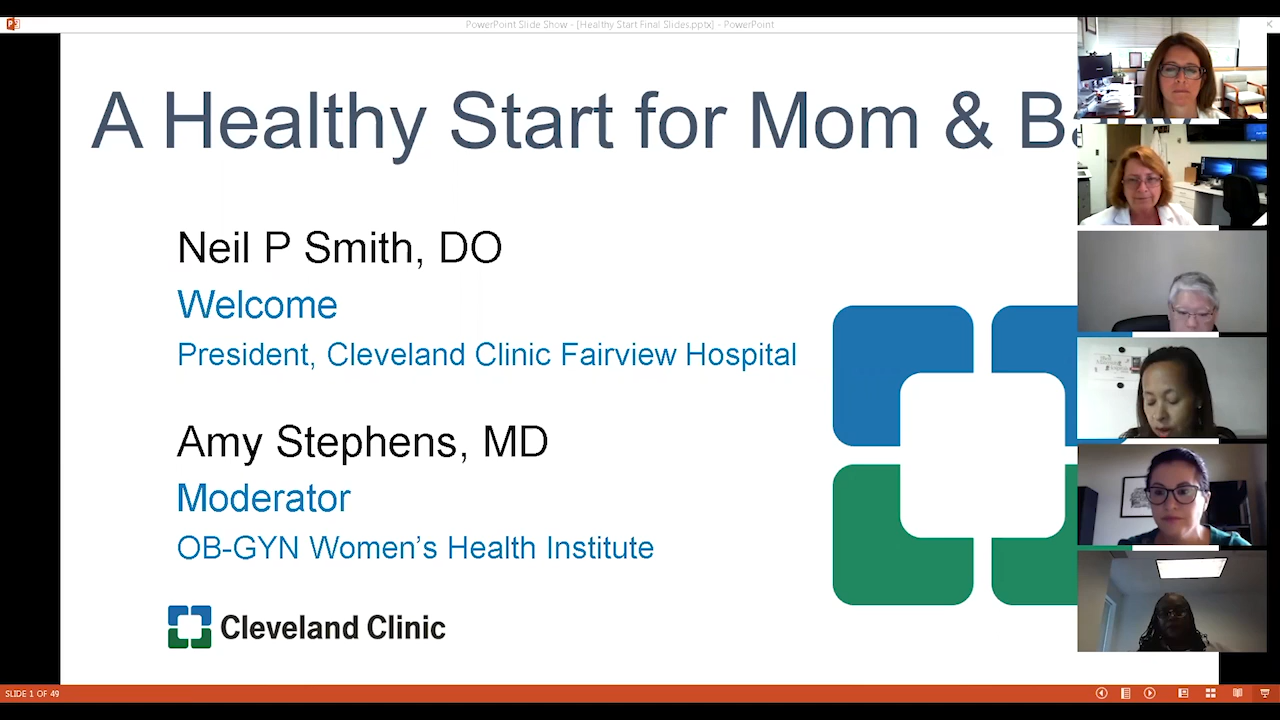 PowerPoint Slide Show - [Healthy Start Final Slides.pptx] - PowerPoint
A Healthy Start for Mom &
Neil P Smith, DO
Welcome
President, Cleveland Clinic Fairview Hospital
Amy Stephens, MD
Moderator
OB-GYN Women's Health Institute
Cleveland Clinic
SLIDE 1 OF 49